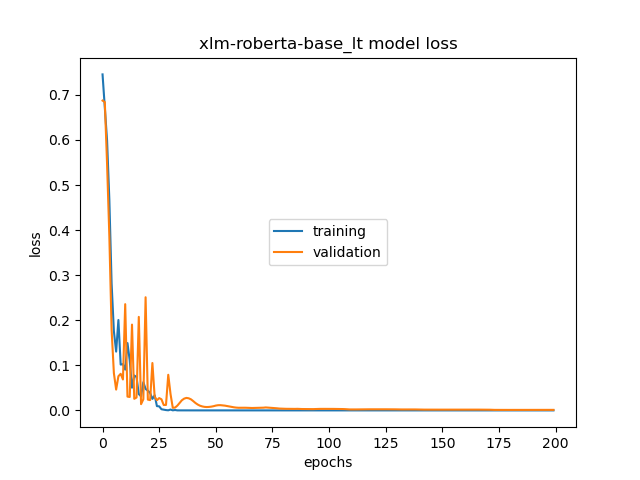 xlm-roberta-base_lt model loss
0.7
0.6
0.5
0.4
0.3
0.2
0.1
0.0
loss
training
validation
0 25 50 75 100 125 150 175 200
epochs